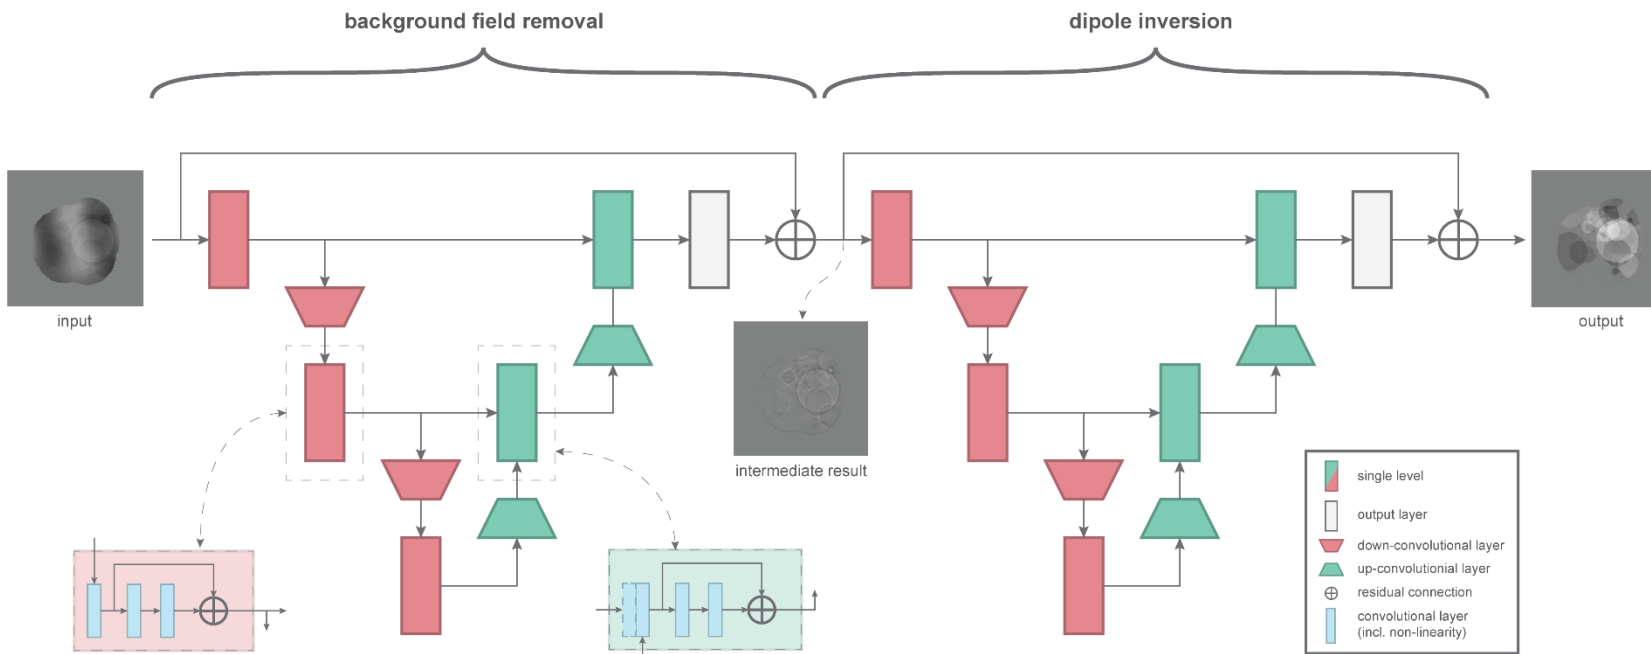 background field removal
dipole inversion
input
output
intermediate result
single level
output layer
down-convolutional layer
up-convolutionial layer
residual connection
convolutional layer
(incl. non-linearity)